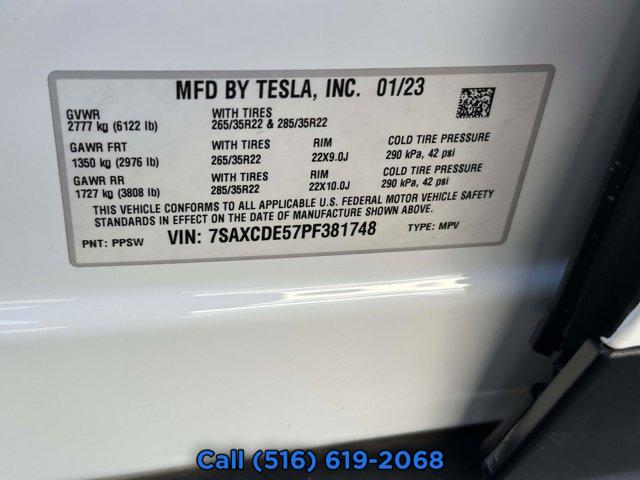 MFD BY TESLA, INC. 01/23
GVWR WITH TIRES
2777 kg (6122 lb) 265/35R22 & 285/35R22
GAWR FRT WITH TIRES RIM COLD TIRE PRESSURE
1350 kg (2976 lb) 265/35R22 22X9.0J 290 kPa, 42 psi
GAWR RR WITH TIRES RIM COLD TIRE PRESSURE
1727 kg (3808 lb) 285/35R22 22X10.0J 290 kPa, 42 psi
THIS VEHICLE CONFORMS TO ALL APPLICABLE U.S. FEDERAL MOTOR VEHICLE SAFETY
STANDARDS IN EFFECT ON THE DATE OF MANUFACTURE SHOWN ABOVE.
PNT: PPSW VIN: 7SAXCDE57PF381748 TYPE: MPV
Call (516) 619-2068